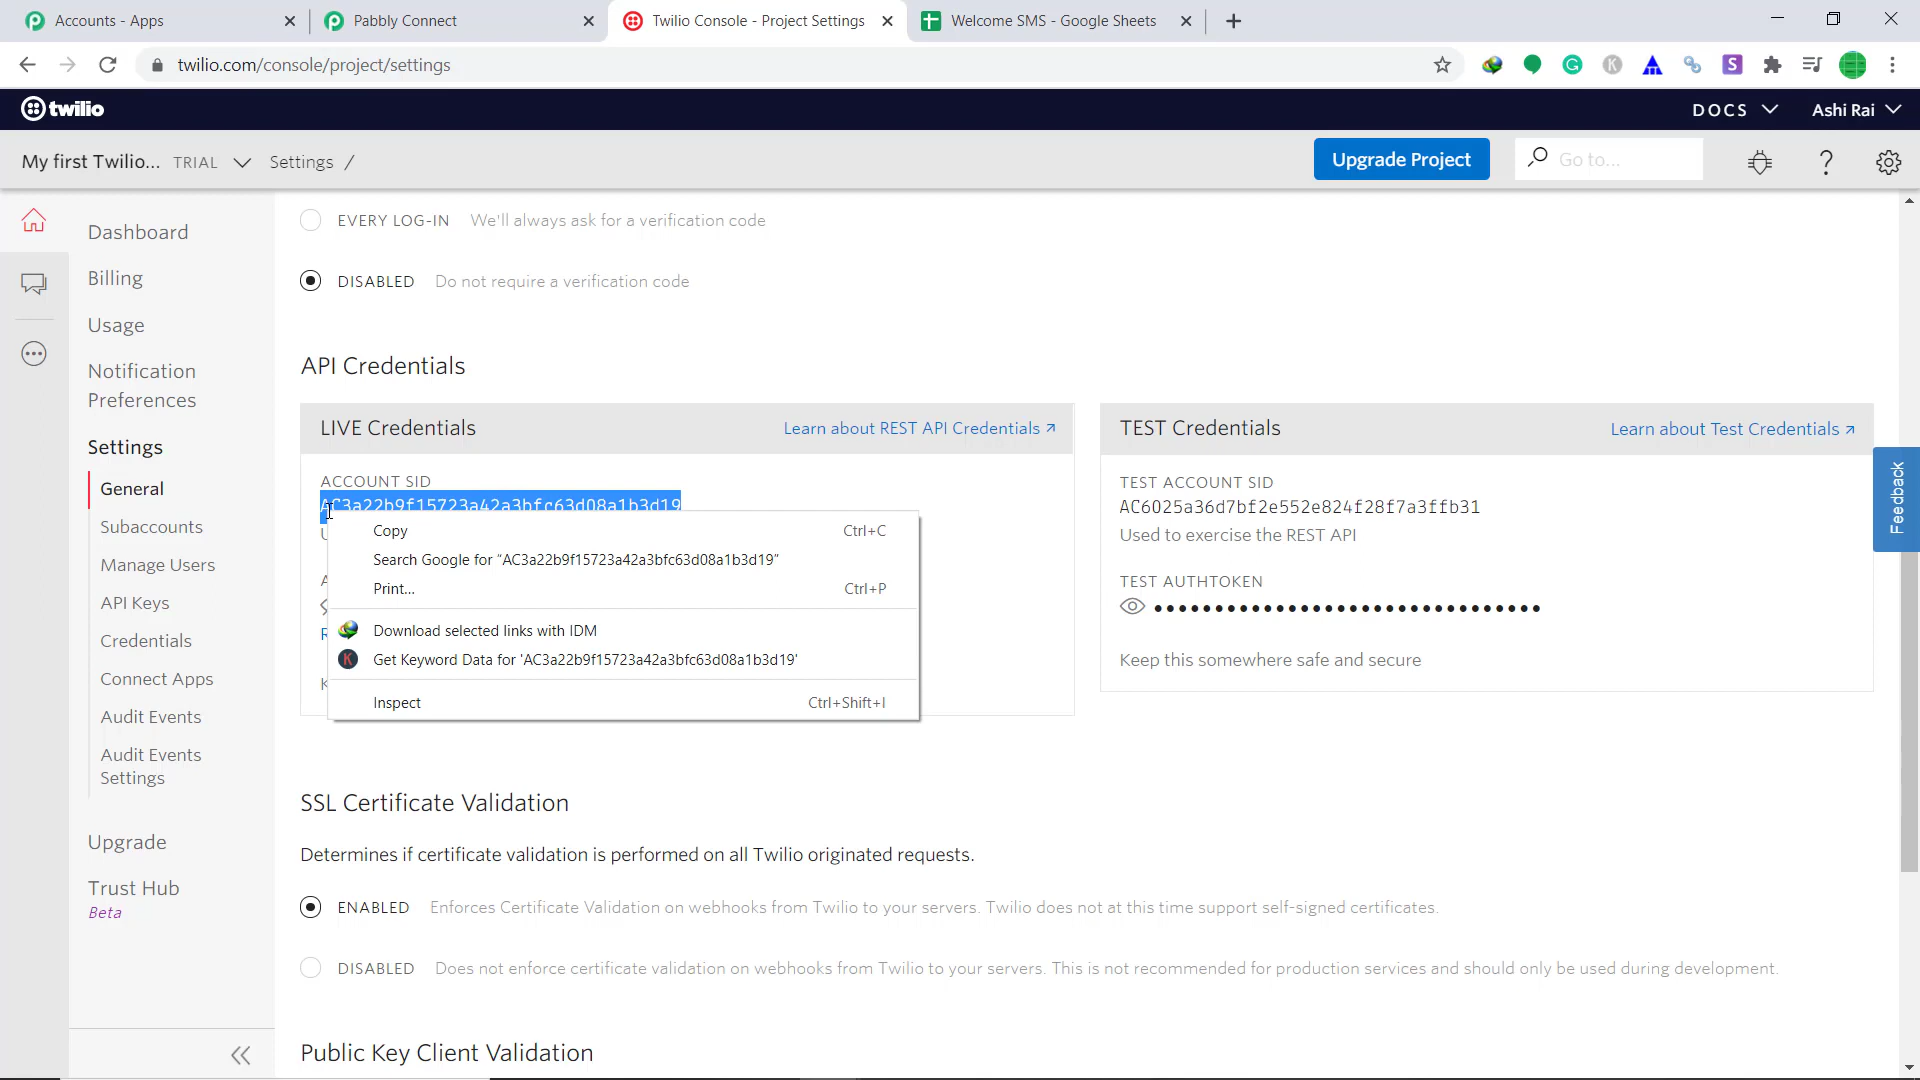 Accounts - Apps
Pabbly Connect
Twilio Console - Project Settings
Welcome SMS - Google Sheets
twilio.com/console/project/settings
twilio
DOCS
Ashi Rai
My first Twilio... TRIAL
Settings /
Upgrade Project
Go to...
Dashboard
Billing
Usage
Notification
Preferences
Settings
General
Subaccounts
Manage Users
API Keys
Credentials
Connect Apps
Audit Events
Audit Events
Settings
Upgrade
Trust Hub
Beta
EVERY LOG-IN We'll always ask for a verification code
DISABLED Do not require a verification code
API Credentials
LIVE Credentials
Learn about REST API Credentials
ACCOUNT SID
AC3a22b9f15723a42a3bfc63d08a1b3d19
Copy Ctrl+C
Search Google for “AC3a22b9f15723a42a3bfc63d08a1b3d19”
Print... Ctrl+P
Download selected links with IDM
Get Keyword Data for 'AC3a22b9f15723a42a3bfc63d08a1b3d19'
Inspect Ctrl+Shift+I
TEST Credentials
Learn about Test Credentials
TEST ACCOUNT SID
AC6025a36d7bf2e552e824f28f7a3ffb31
Used to exercise the REST API
TEST AUTHTOKEN
Keep this somewhere safe and secure
Feedback
SSL Certificate Validation
Determines if certificate validation is performed on all Twilio originated requests.
ENABLED Enforces Certificate Validation on webhooks from Twilio to your servers. Twilio does not at this time support self-signed certificates.
DISABLED Does not enforce certificate validation on webhooks from Twilio to your servers. This is not recommended for production services and should only be used during development.
Public Key Client Validation